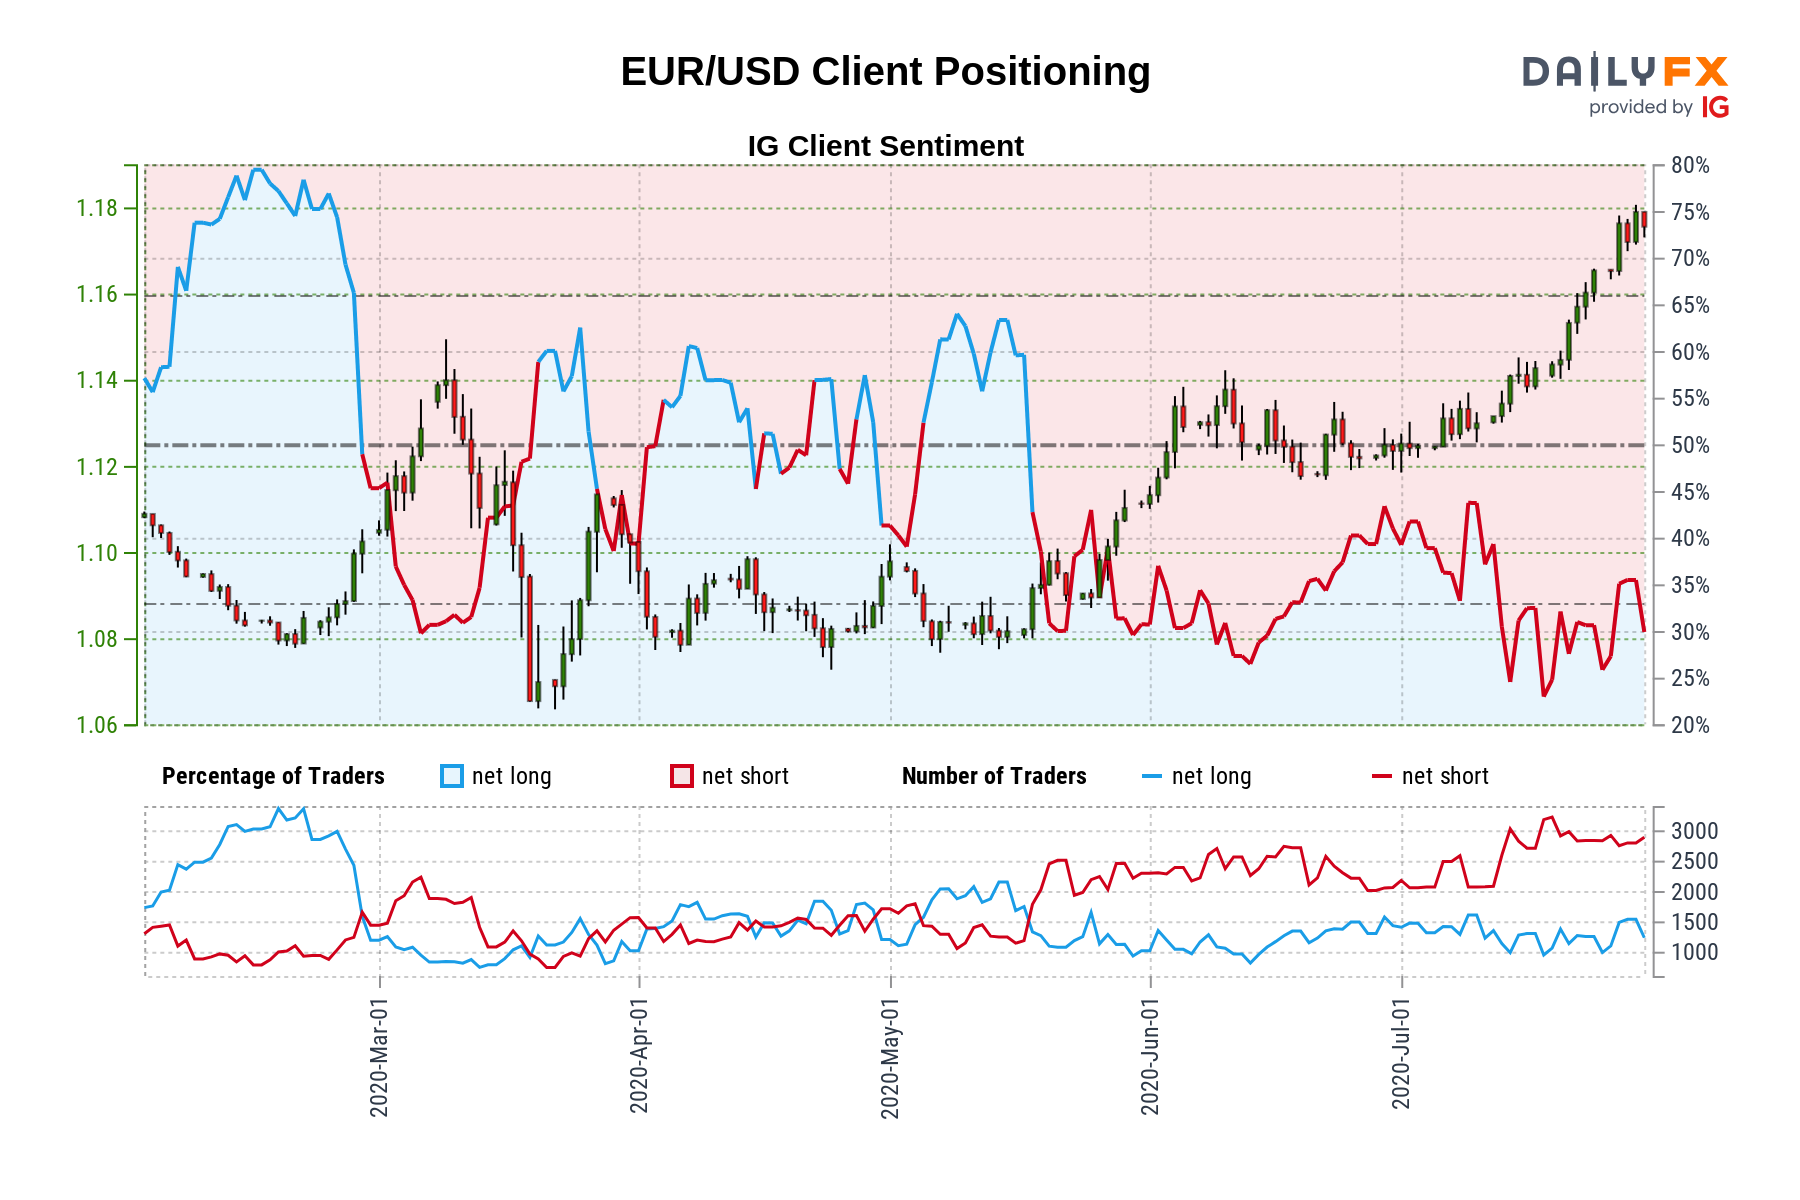 EUR/USD Client Positioning
DAILYFX
provided by IG
IG Client Sentiment
1.18
1.16
1.14
1.12
1.10
1.08
1.06
80%
75%
70%
65%
60%
55%
50%
45%
40%
35%
30%
25%
20%
Percentage of Traders net long net short Number of Traders net long net short
3000
2500
2000
1500
1000
2020-Mar-01
2020-Apr-01
2020-May-01
2020-Jun-01
2020-Jul-01